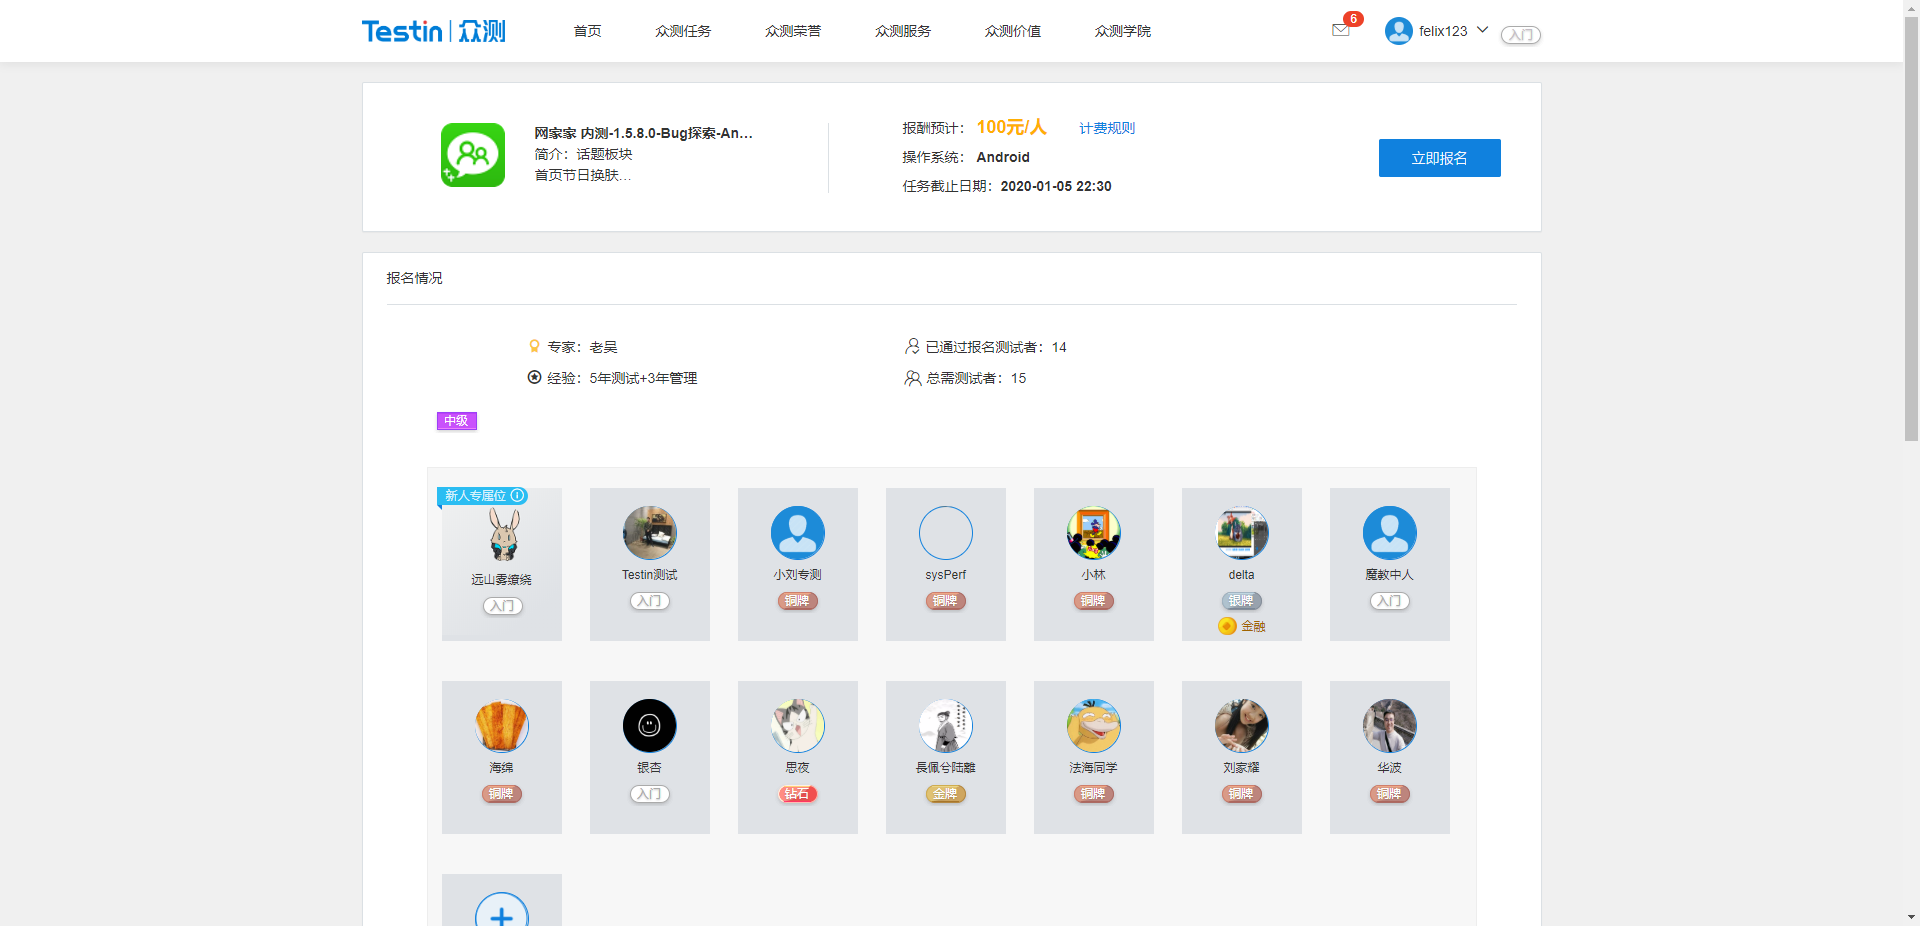 Testin 众测
首页 众测任务 众测荣誉 众测服务 众测价值 众测学院
6
felix123
入门
网家家 内测-1.5.8.0-Bug探索-An...
简介：话题板块
首页节日换肤...
报酬预计： 100元/人 计费规则
操作系统： Android
任务截止日期：2020-01-05 22:30
立即报名
报名情况
专家：老吴
已通过报名测试者：14
经验：5年测试+3年管理
总需测试者：15
中级
新人专属位
远山雾缭绕
入门
Testin测试
入门
小刘专测
铜牌
sysPerf
铜牌
小林
铜牌
delta
银牌
金融
魔教中人
入门
海绵
铜牌
银杏
入门
思夜
钻石
長佩兮陆離
金牌
法海同学
铜牌
刘家耀
铜牌
华波
铜牌